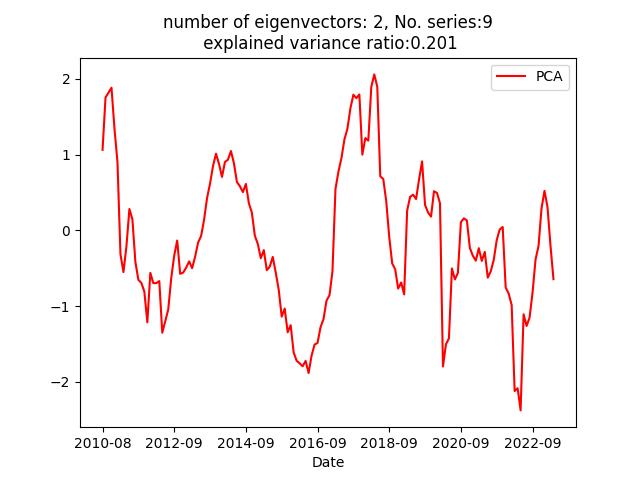 number of eigenvectors: 2, No. series:9
explained variance ratio:0.201
PCA
2
1
0
−1
−2
2010-08 2012-09 2014-09 2016-09 2018-09 2020-09 2022-09
Date